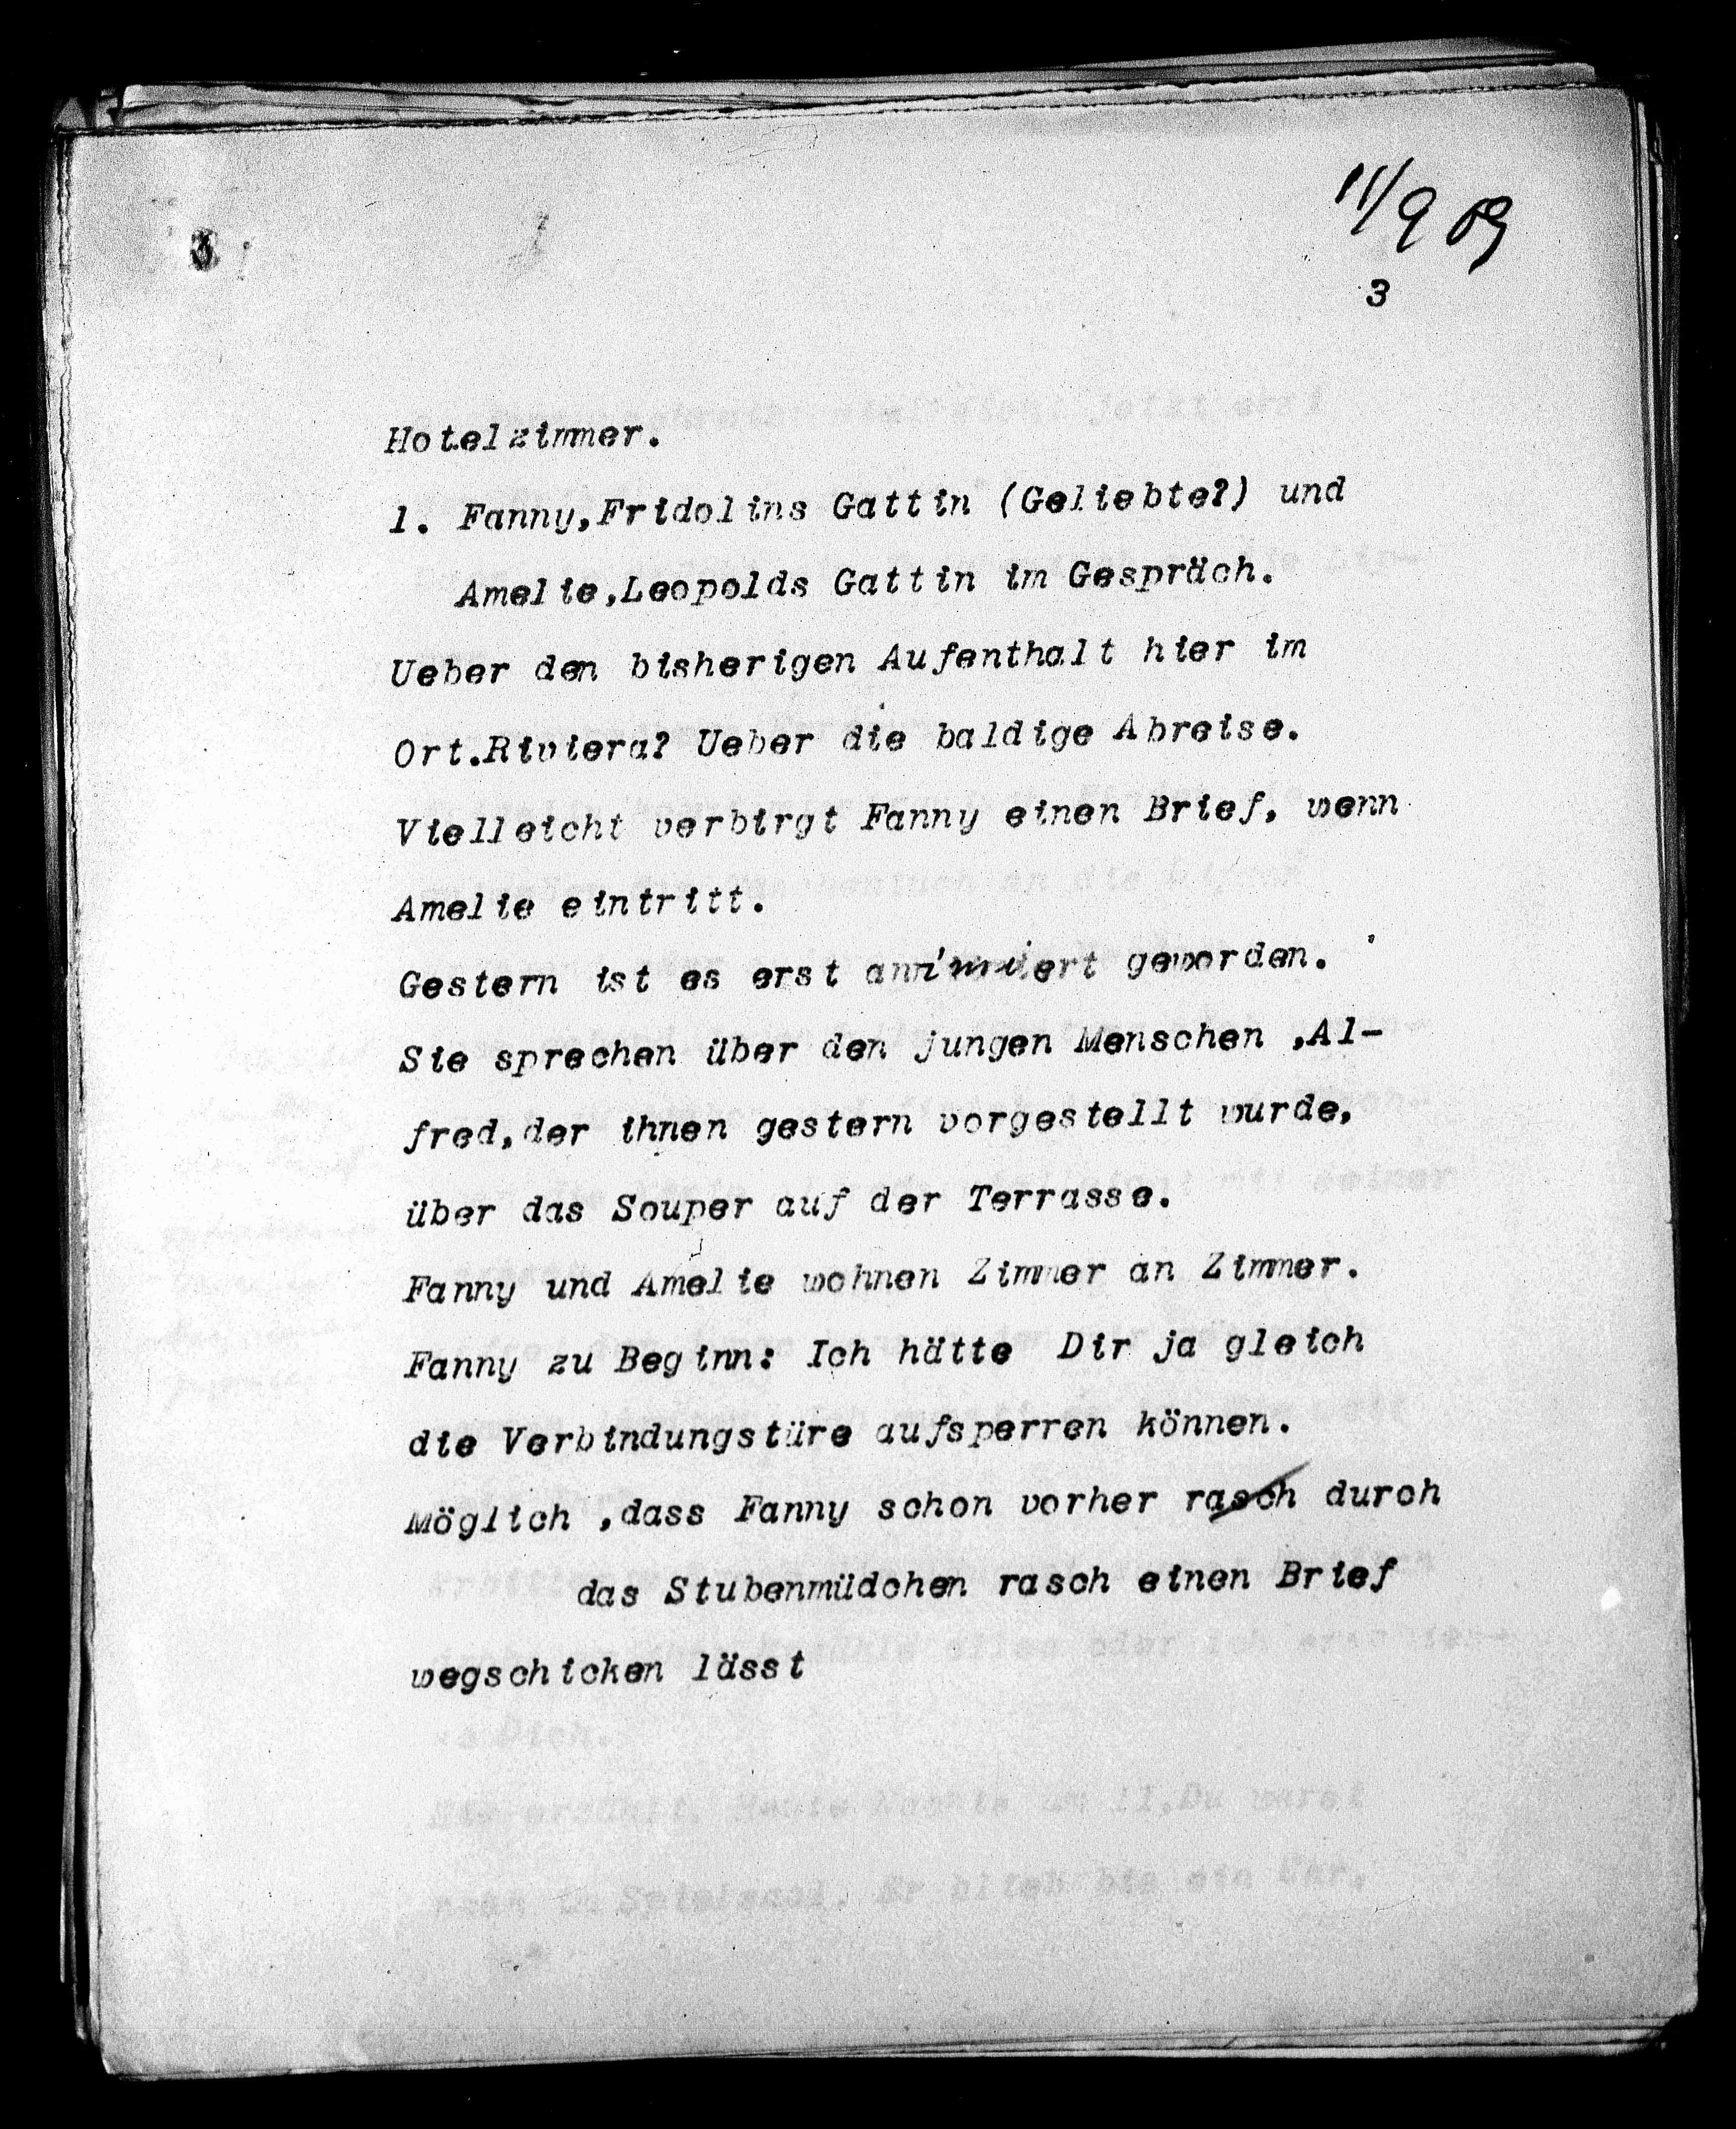 11/9 09
3
3
Hotelzimmer.
1. Fanny,Fridolins Gattin (Geliebte?) und
Amelie,Leopolds Gattin im Gespräch.
Ueber den bisherigen Aufenthalt hier im
Ort.Riviera? Ueber die baldige Abreise.
Vielleicht verbirgt Fanny einen Brief, wenn
Amelie eintritt.
Gestern ist es erst animiert geworden.
Sie sprechen über den jungen Menschen ,Al-
fred,der ihnen gestern vorgestellt wurde,
über das Souper auf der Terrasse.
Fanny und Amelie wohnen Zimmer an Zimmer.
Fanny zu Beginn: Ich hätte Dir ja gleich
die Verbindungstüre aufsperren können.
Möglich ,dass Fanny schon vorher rasch durch
das Stubenmädchen rasch einen Brief
wegschicken lässt